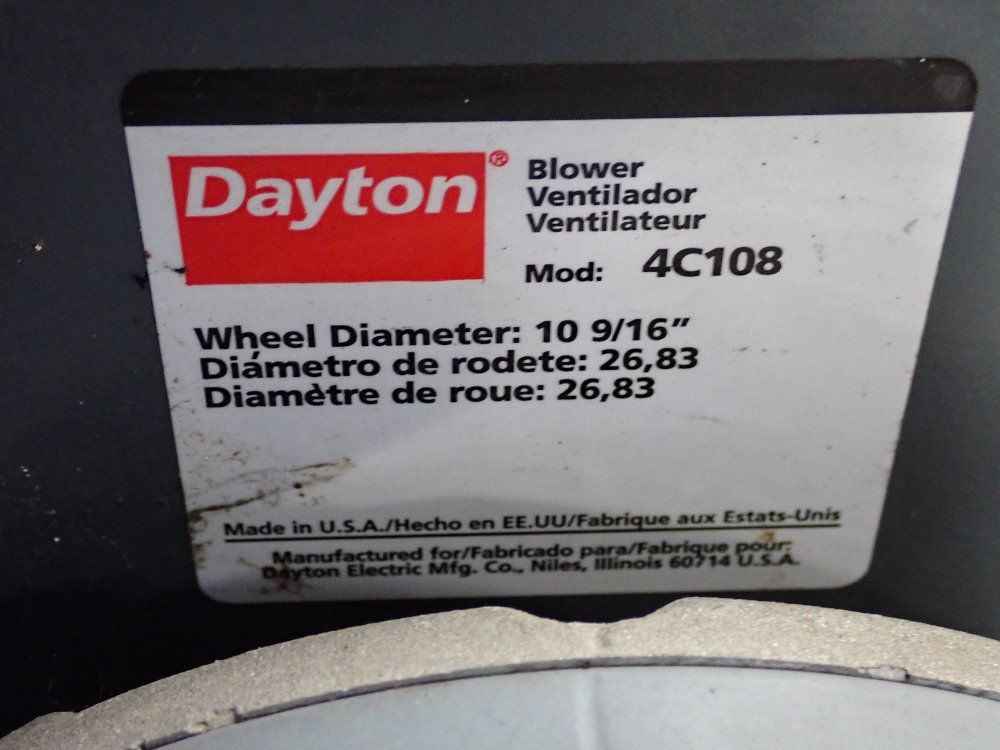 Dayton®
Blower
Ventilador
Ventilateur
Mod: 4C108
Wheel Diameter: 10 9/16”
Diámetro de rodete: 26,83
Diamètre de roue: 26,83
Made in U.S.A./Hecho en EE.UU/Fabrique aux Estats-Unis
Manufactured for/Fabricado para/Fabrique pour:
Dayton Electric Mfg. Co., Niles, Illinois 60714 U.S.A.